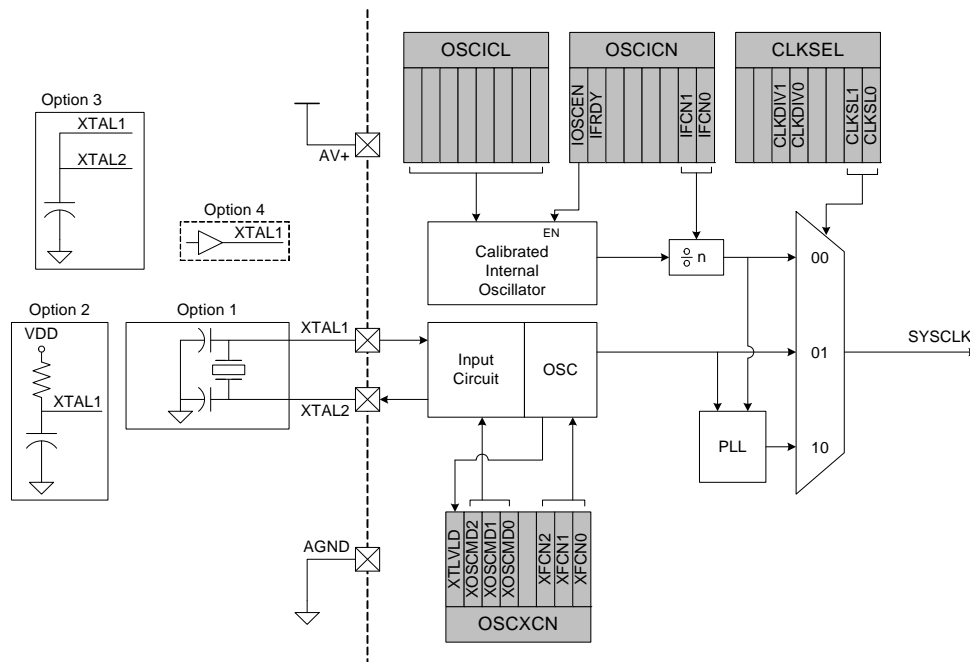 OSCICL
OSCICN
CLKSEL
IOSCEN
IFRDY
IFCN1
IFCN0
CLKDIV1
CLKDIV0
CLKSL1
CLKSL0
Option 3
XTAL1
XTAL2
AV+
Option 4
XTAL1
EN
Calibrated
Internal
Oscillator
n
00
Option 2
VDD
XTAL1
Option 1
XTAL1
XTAL2
Input
Circuit
OSC
01
SYSCLK
PLL
10
AGND
XTLVLD
XOSCMD2
XOSCMD1
XOSCMD0
XFCN2
XFCN1
XFCN0
OSCXCN